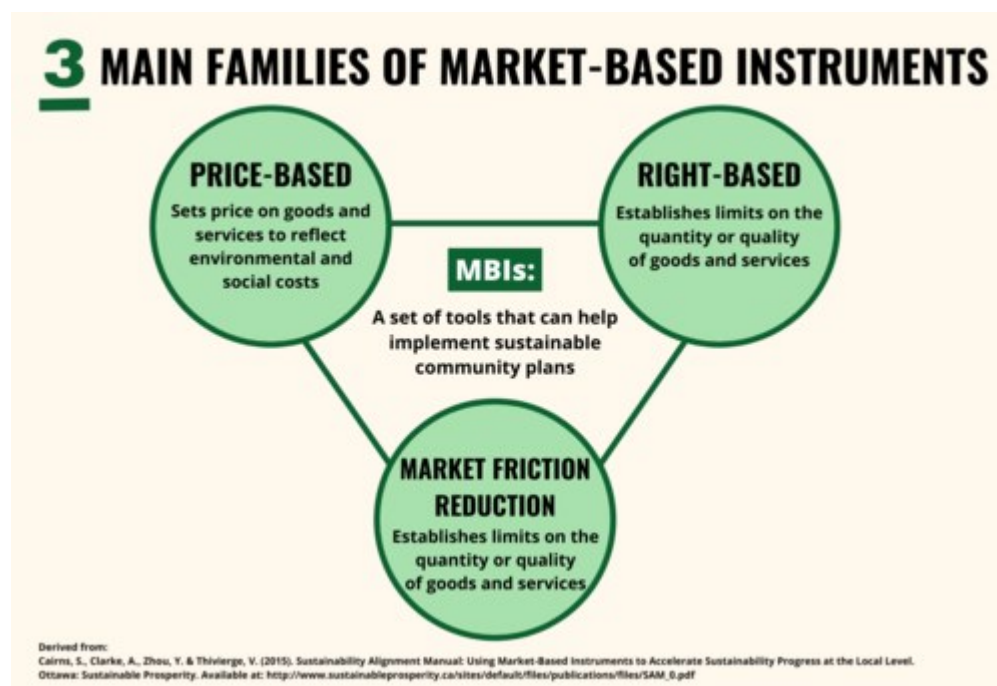 3 MAIN FAMILIES OF MARKET-BASED INSTRUMENTS
PRICE-BASED
Sets price on goods and
services to reflect
environmental and
social costs
RIGHT-BASED
Establishes limits on the
quantity or quality
of goods and services
MBIs:
A set of tools that can help
implement sustainable
community plans
MARKET FRICTION
REDUCTION
Establishes limits on the
quantity or quality
of goods and services
Derived from:
Cairns, S., Clarke, A., Zhou, Y. & Thivierge, V. (2015). Sustainability Alignment Manual: Using Market-Based Instruments to Accelerate Sustainability Progress at the Local Level.
Ottawa: Sustainable Prosperity. Available at: http://www.sustainableprosperity.ca/sites/default/files/publications/files/SAM_0.pdf